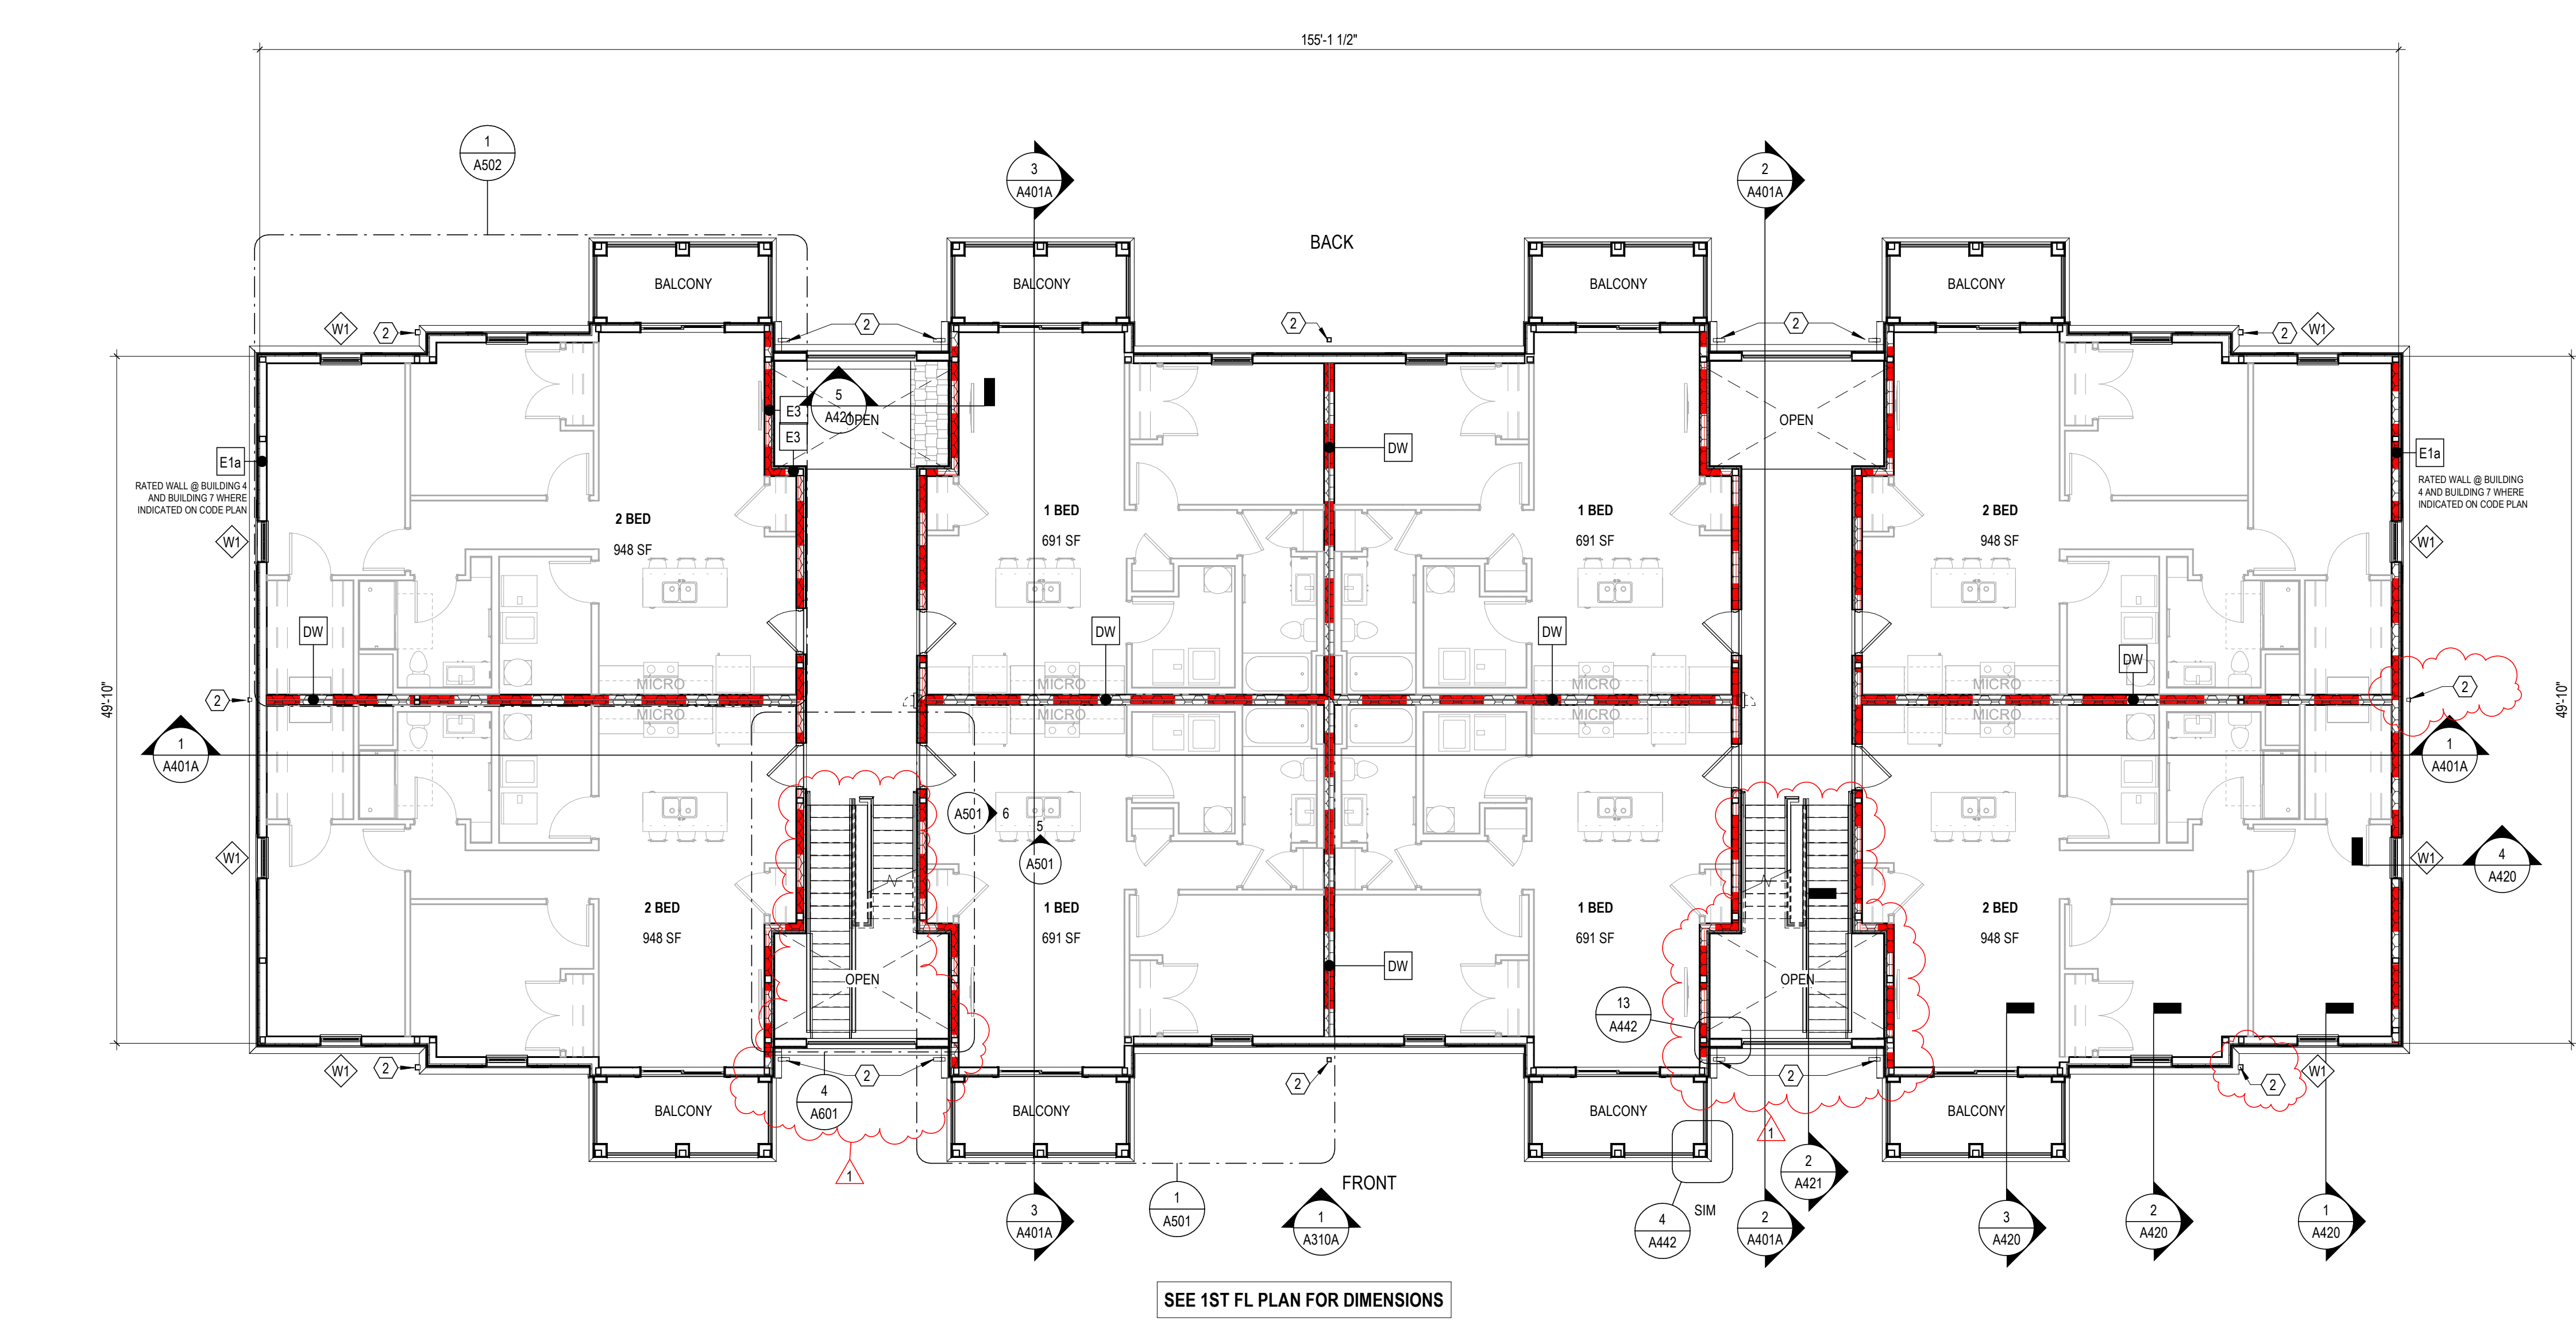 155'-1 1/2"
1
A502
3
A401A
2
A401A
BACK
BALCONY
BALCONY
BALCONY
BALCONY
W1
2
2
2
2
2
W1
5
A421
E3
E3
OPEN
OPEN
DW
E1a
RATED WALL @ BUILDING 4
AND BUILDING 7 WHERE
INDICATED ON CODE PLAN
E1a
RATED WALL @ BUILDING
4 AND BUILDING 7 WHERE
INDICATED ON CODE PLAN
2 BED
948 SF
1 BED
691 SF
1 BED
691 SF
2 BED
948 SF
W1
W1
DW
DW
DW
DW
MICRO
MICRO
MICRO
MICRO
49'-10"
2
2
49'-10"
MICRO
MICRO
MICRO
MICRO
1
A401A
1
A401A
A501
6
5
A501
W1
W1
4
A420
2 BED
948 SF
1 BED
691 SF
1 BED
691 SF
2 BED
948 SF
DW
OPEN
OPEN
13
A442
W1
2
2
2
2
2
W1
4
A601
BALCONY
BALCONY
BALCONY
BALCONY
1
1
2
A421
FRONT
3
A401A
1
A501
1
A310A
SIM
4
A442
2
A401A
3
A420
2
A420
1
A420
SEE 1ST FL PLAN FOR DIMENSIONS